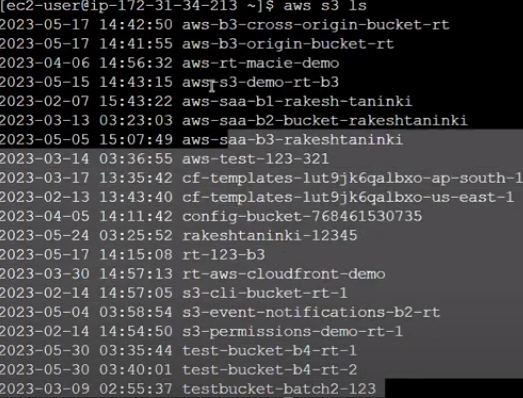 [ec2-user@ip-172-31-34-213 ~]$ aws s3 ls
2023-05-17 14:42:50 aws-b3-cross-origin-bucket-rt
2023-05-17 14:41:55 aws-b3-origin-bucket-rt
2023-04-06 14:56:32 aws-rt-macie-demo
2023-05-15 14:43:15 aws-s3-demo-rt-b3
2023-02-07 15:43:22 aws-saa-b1-rakesh-taninki
2023-03-13 03:23:03 aws-saa-b2-bucket-rakeshtaninki
2023-05-05 15:07:49 aws-saa-b3-rakeshtaninki
2023-03-14 03:36:55 aws-test-123-321
2023-03-17 13:35:42 cf-templates-1ut9jk6qalbxo-ap-south-1
2023-02-13 13:43:40 cf-templates-1ut9jk6qalbxo-us-east-1
2023-04-05 14:11:42 config-bucket-768461530735
2023-05-24 03:25:52 rakeshtaninki-12345
2023-05-17 14:15:08 rt-123-b3
2023-03-30 14:57:13 rt-aws-cloudfront-demo
2023-02-14 14:57:05 s3-cli-bucket-rt-1
2023-05-04 03:58:54 s3-event-notifications-b2-rt
2023-02-14 14:54:50 s3-permissions-demo-rt-1
2023-05-30 03:35:44 test-bucket-b4-rt-1
2023-05-30 03:40:01 test-bucket-b4-rt-2
2023-03-09 02:55:37 testbucket-batch2-123